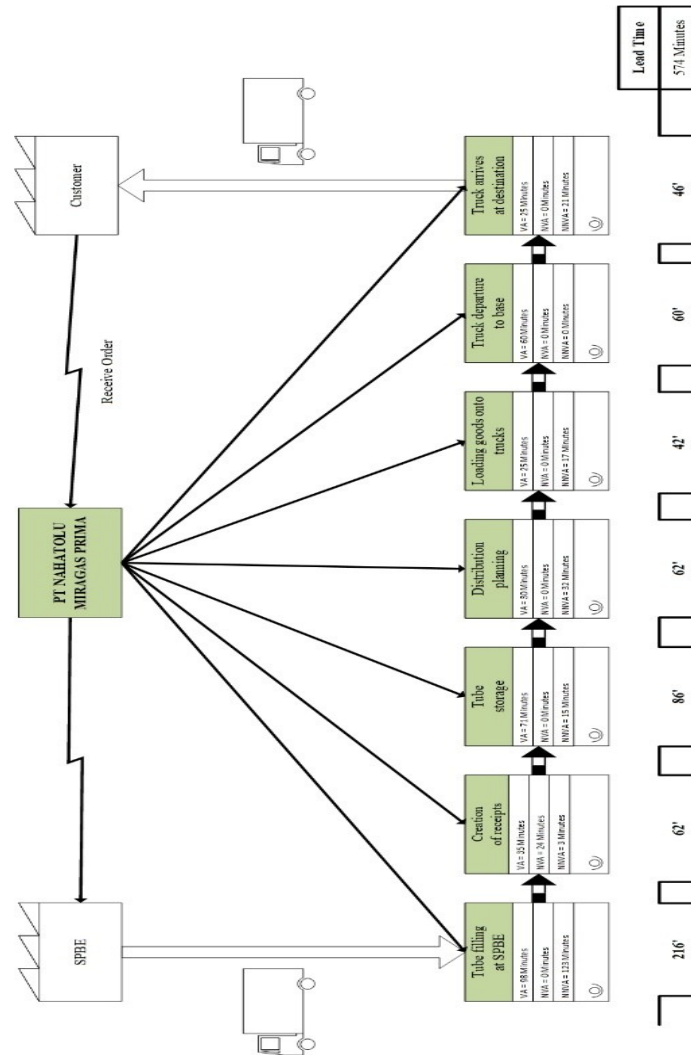 SPBE
PT NAHATOLU
MIRAGAS PRIMA
Customer
Receive Order
Tube filling
at SPBE
VA = 93 Minutes
NVA = 0 Minutes
NNVA = 123 Minutes
Creation
of receipts
VA = 35 Minutes
NVA = 24 Minutes
NNVA = 3 Minutes
Tube
storage
VA = 71 Minutes
NVA = 0 Minutes
NNVA = 15 Minutes
Distribution
planning
VA = 30 Minutes
NVA = 0 Minutes
NNVA = 32 Minutes
Loading goods onto
trucks
VA = 25 Minutes
NVA = 0 Minutes
NNVA = 17 Minutes
Truck departure
to base
VA = 60 Minutes
NVA = 0 Minutes
NNVA = 0 Minutes
Truck arrives
at destination
VA = 25 Minutes
NVA = 0 Minutes
NNVA = 21 Minutes
216' 62' 86' 62' 42' 60' 46'
Lead Time
574 Minutes